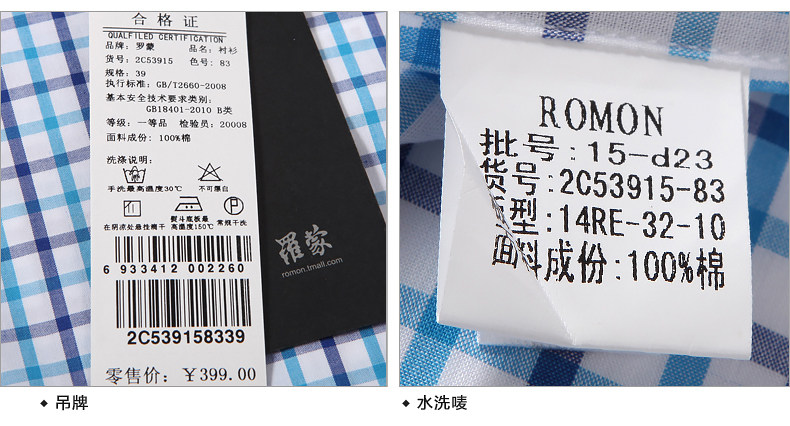 合格证
QUALFILED CERTIFICATION
品牌: 罗蒙 品名: 衬衫
货号: 2C53915 色号: 83
规格: 39
执行标准: GB/T2660-2008
基本安全技术要求类别:
GB18401-2010 B类
等级: 一等品 检验员: 20008
面料成份: 100%棉
洗涤说明:
手洗最高温度30℃ 不可漂白
在阴凉处悬挂晾干 熨斗底板最高温度150℃ 常规干洗
P
6 933412 002260
2C539158339
零售价: ￥399.00
羅蒙
romon.tmall.com
ROMON
批号:15-d23
货号:2C53915-83
型:14RE-32-10
面料成份:100%棉
吊牌
水洗唛